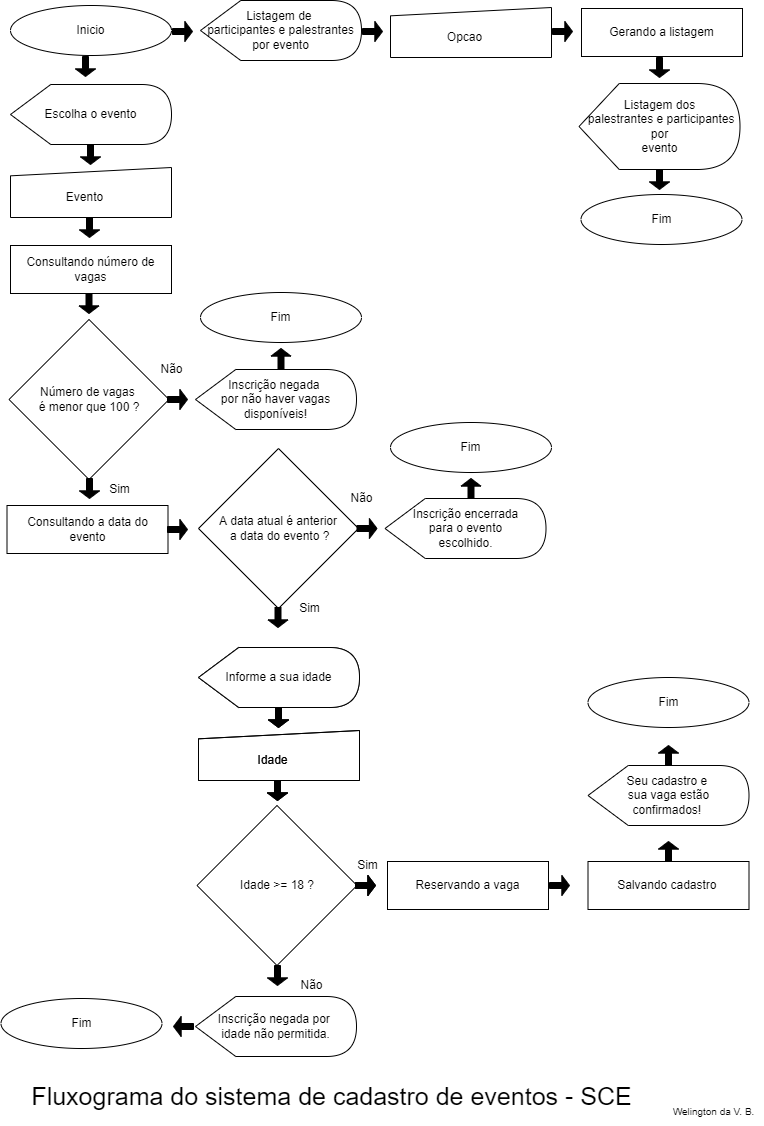 Inicio
Listagem de
participantes e palestrantes
por evento
Opcao
Gerando a listagem
Escolha o evento
Listagem dos
palestrantes e participantes
por
evento
Evento
Fim
Consultando número de
vagas
Fim
Não
Número de vagas
é menor que 100 ?
Inscrição negada
por não haver vagas
disponíveis!
Fim
Sim
Não
Consultando a data do
evento
A data atual é anterior
a data do evento ?
Inscrição encerrada
para o evento
escolhido.
Sim
Informe a sua idade
Fim
Idade
Seu cadastro e
sua vaga estão
confirmados!
Sim
Idade >= 18 ?
Reservando a vaga
Salvando cadastro
Não
Fim
Inscrição negada por
idade não permitida.
Fluxograma do sistema de cadastro de eventos - SCE
Welington da V. B.